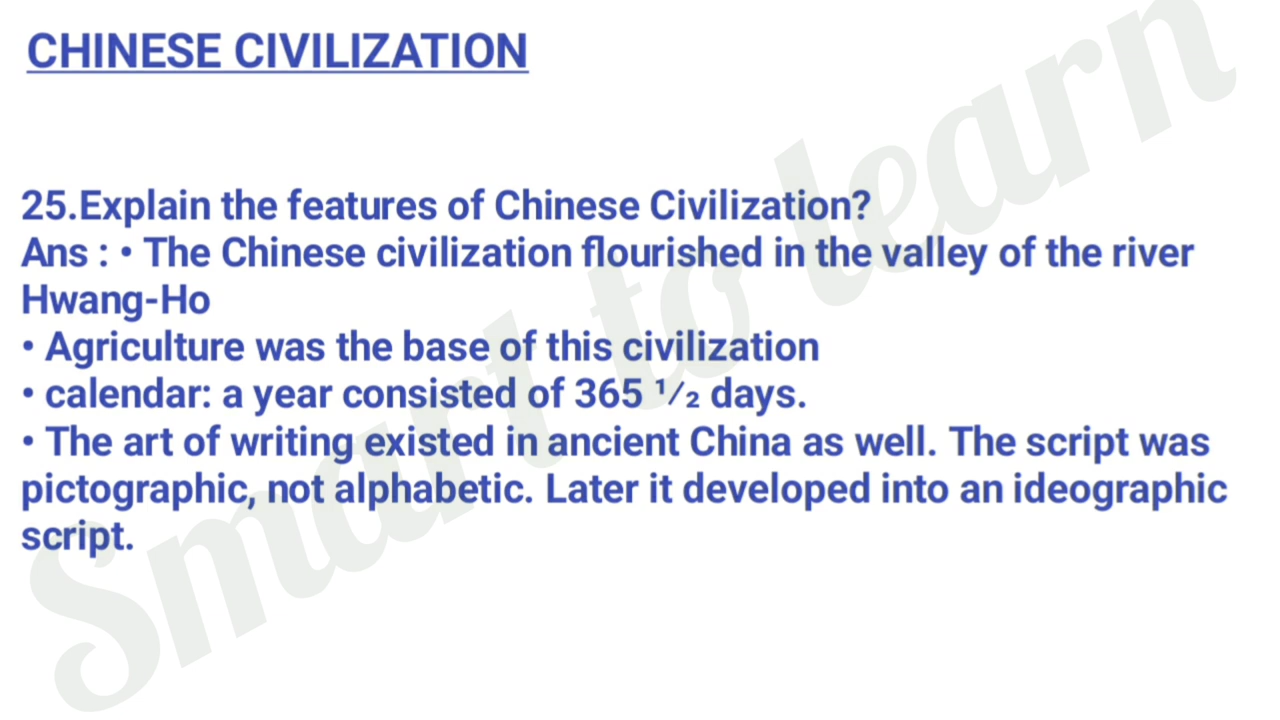 CHINESE CIVILIZATION
25.Explain the features of Chinese Civilization?
Ans : • The Chinese civilization flourished in the valley of the river
Hwang-Ho
• Agriculture was the base of this civilization
• calendar: a year consisted of 365 ¹⁄₂ days.
• The art of writing existed in ancient China as well. The script was
pictographic, not alphabetic. Later it developed into an ideographic
script.
Smart to learn